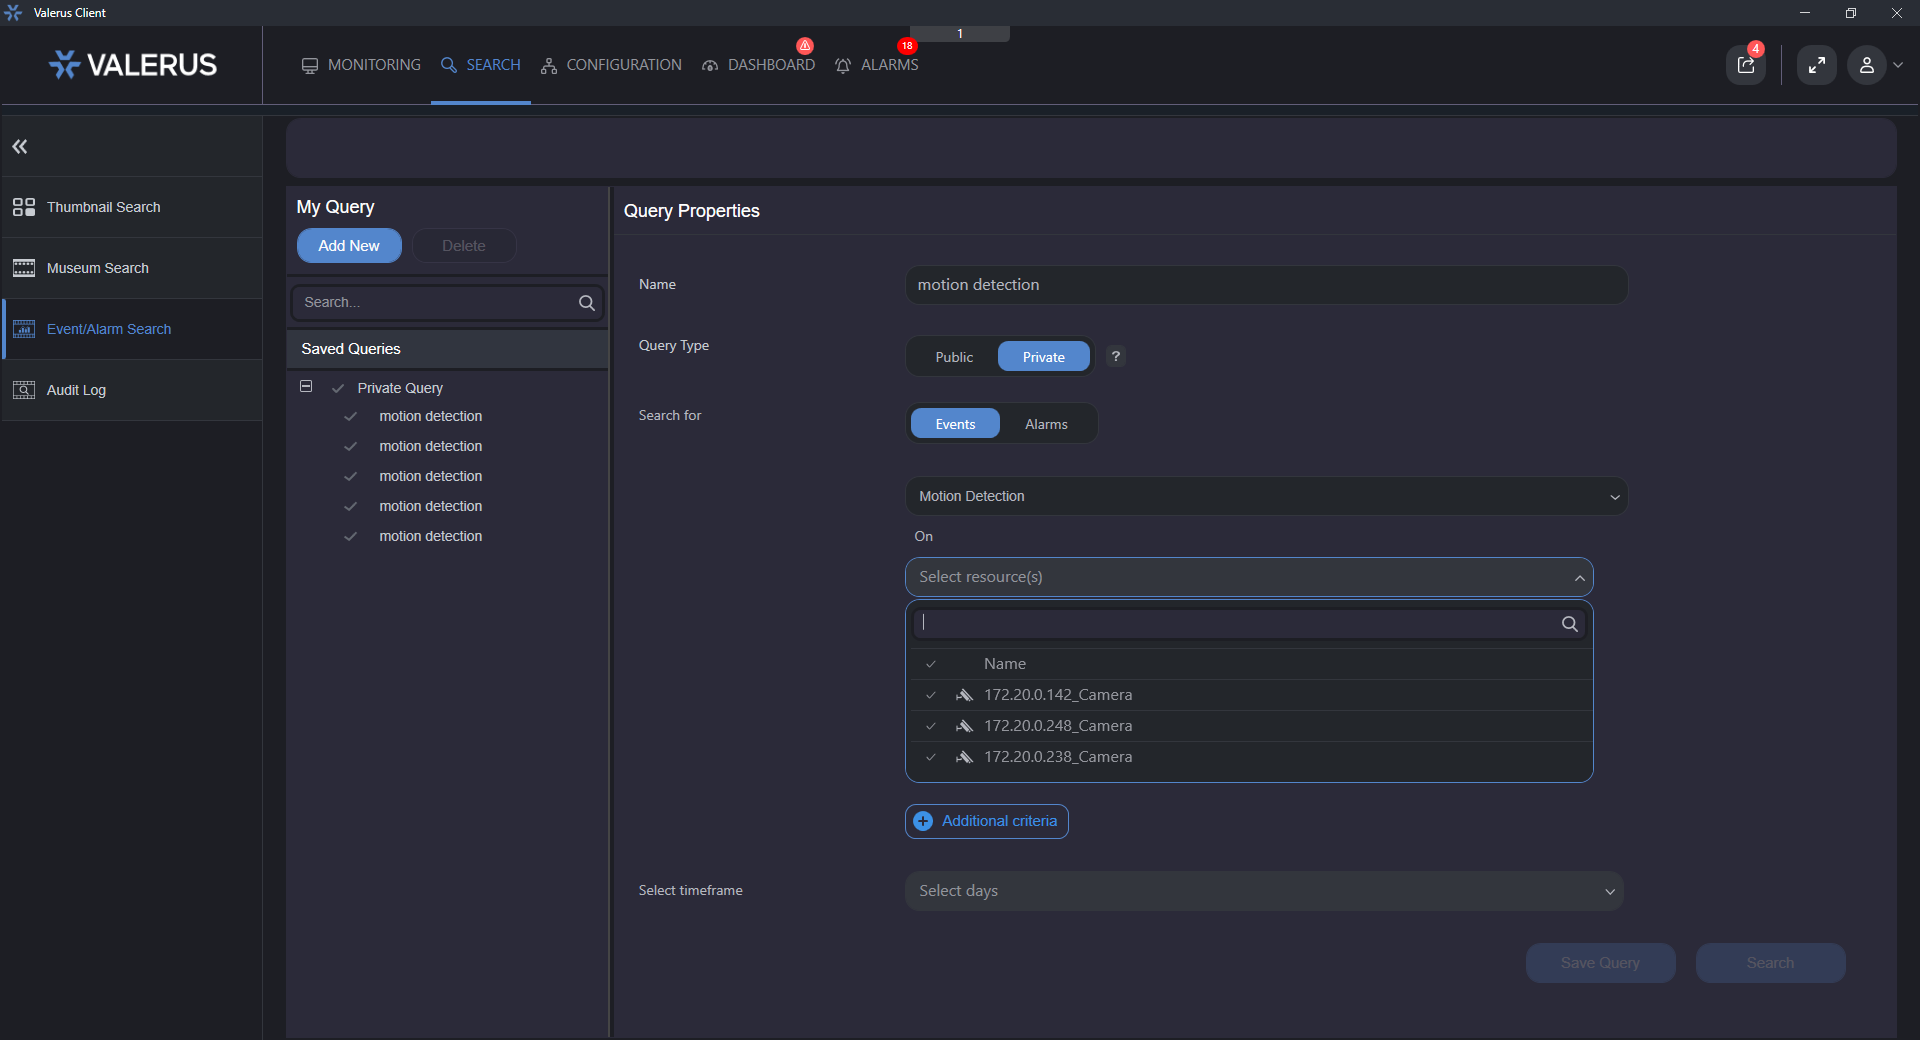 Valerus Client
1
VALERUS
MONITORING
SEARCH
CONFIGURATION
DASHBOARD
18
ALARMS
4
Thumbnail Search
Museum Search
Event/Alarm Search
Audit Log
My Query
Add New
Delete
Search...
Saved Queries
Private Query
motion detection
motion detection
motion detection
motion detection
motion detection
Query Properties
Name
motion detection
Query Type
Public
Private
?
Search for
Events
Alarms
Motion Detection
On
Select resource(s)
Name
172.20.0.142_Camera
172.20.0.248_Camera
172.20.0.238_Camera
Additional criteria
Select timeframe
Select days
Save Query
Search